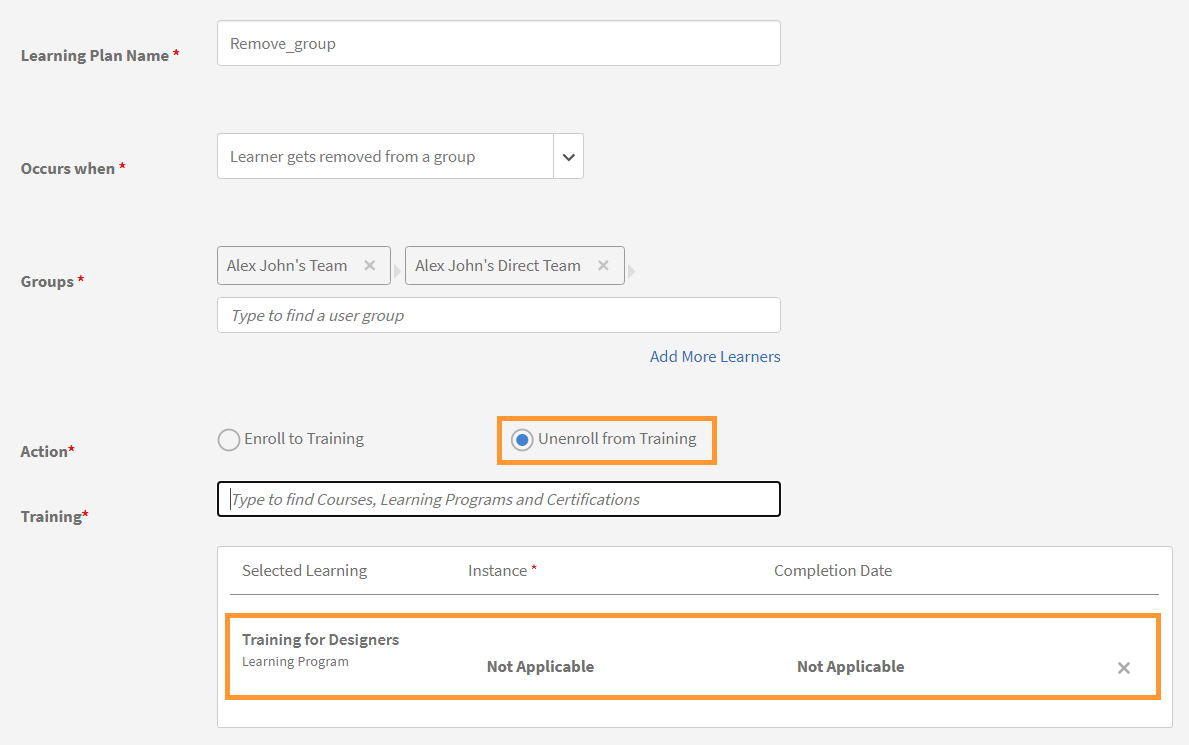 Learning Plan Name *
Remove_group
Occurs when *
Learner gets removed from a group
Groups *
Alex John's Team ×
Alex John's Direct Team ×
Type to find a user group
Add More Learners
Action*
Enroll to Training
Unenroll from Training
Training*
Type to find Courses, Learning Programs and Certifications
Selected Learning
Instance *
Completion Date
Training for Designers
Learning Program
Not Applicable
Not Applicable
×